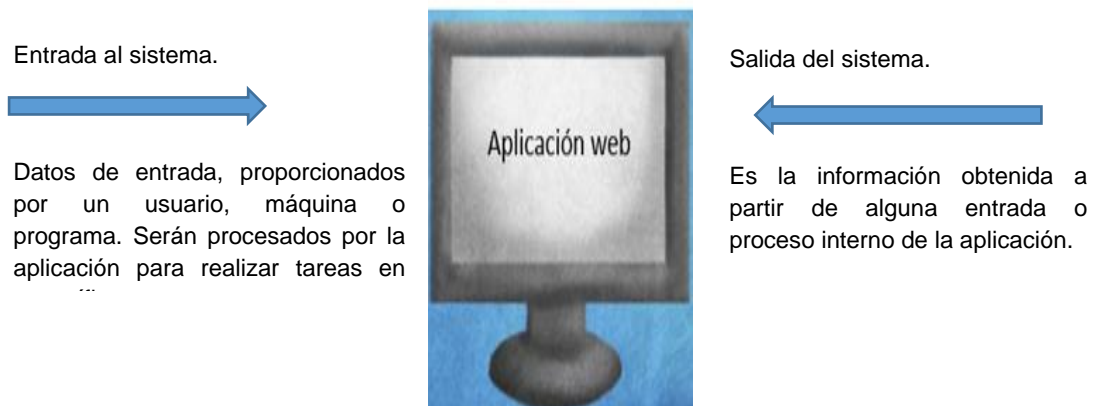 Entrada al sistema.
Datos de entrada, proporcionados
por un usuario, máquina o
programa. Serán procesados por la
aplicación para realizar tareas en
Aplicación web
Salida del sistema.
Es la información obtenida a
partir de alguna entrada o
proceso interno de la aplicación.